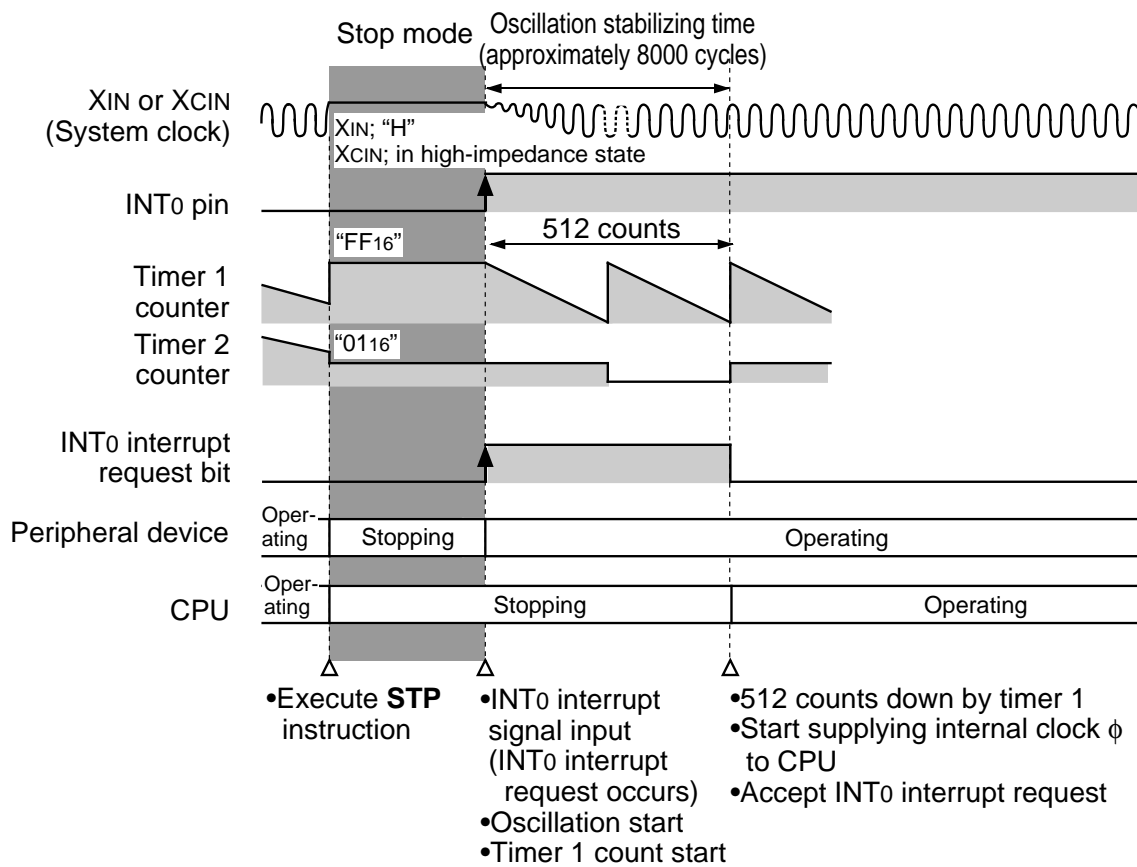 Stop mode
Oscillation stabilizing time
(approximately 8000 cycles)
XIN or XCIN
(System clock)
XIN; “H”
XCIN; in high-impedance state
INT0 pin
512 counts
“FF16”
Timer 1
counter
“0116”
Timer 2
counter
INT0 interrupt
request bit
Peripheral device
Oper-
ating
Stopping
Operating
CPU
Oper-
ating
Stopping
Operating
•Execute STP
instruction
•INT0 interrupt
signal input
(INT0 interrupt
request occurs)
•Oscillation start
•Timer 1 count start
•512 counts down by timer 1
•Start supplying internal clock ϕ
to CPU
•Accept INT0 interrupt request